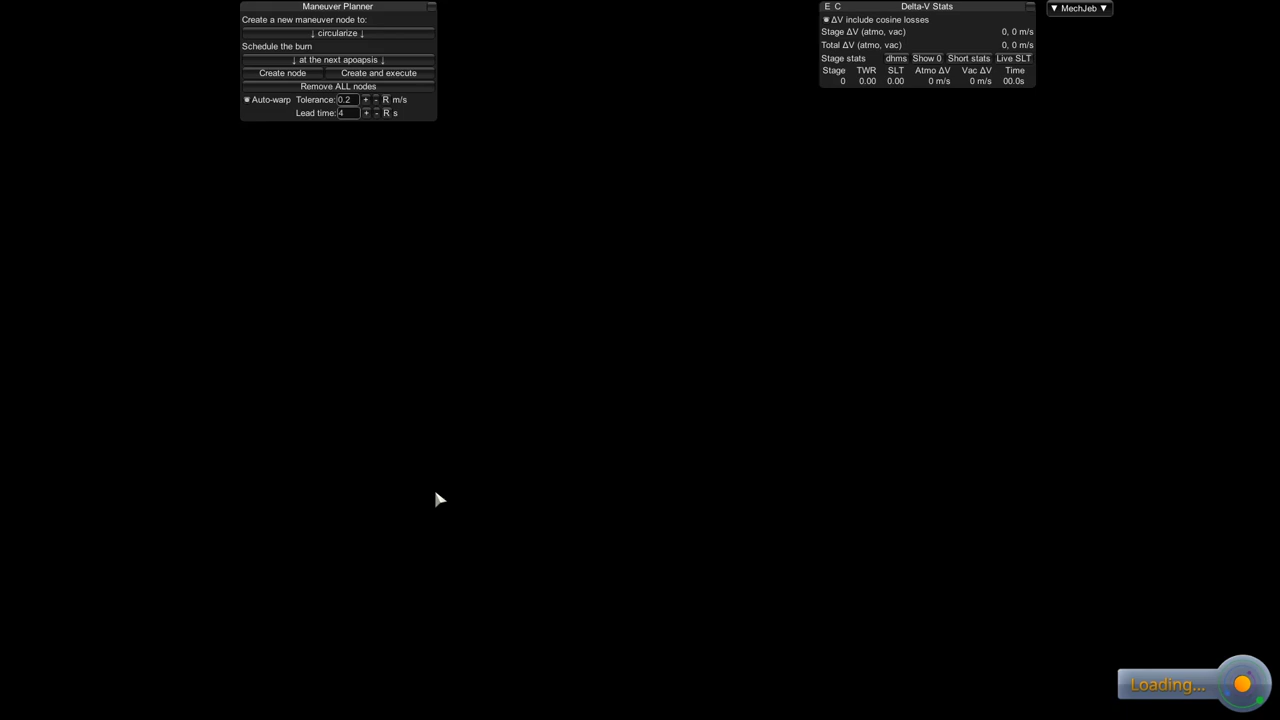 Maneuver Planner
Create a new maneuver node to:
↓ circularize ↓
Schedule the burn
↓ at the next apoapsis ↓
Create node Create and execute
Remove ALL nodes
Auto-warp Tolerance: 0.2 + - R m/s
Lead time: 4 + - R s
E C Delta-V Stats
ΔV include cosine losses
Stage ΔV (atmo, vac) 0, 0 m/s
Total ΔV (atmo, vac) 0, 0 m/s
Stage stats dhms Show 0 Short stats Live SLT
Stage TWR SLT Atmo ΔV Vac ΔV Time
0 0.00 0.00 0 m/s 0 m/s 00.0s
▼ MechJeb ▼
Loading...